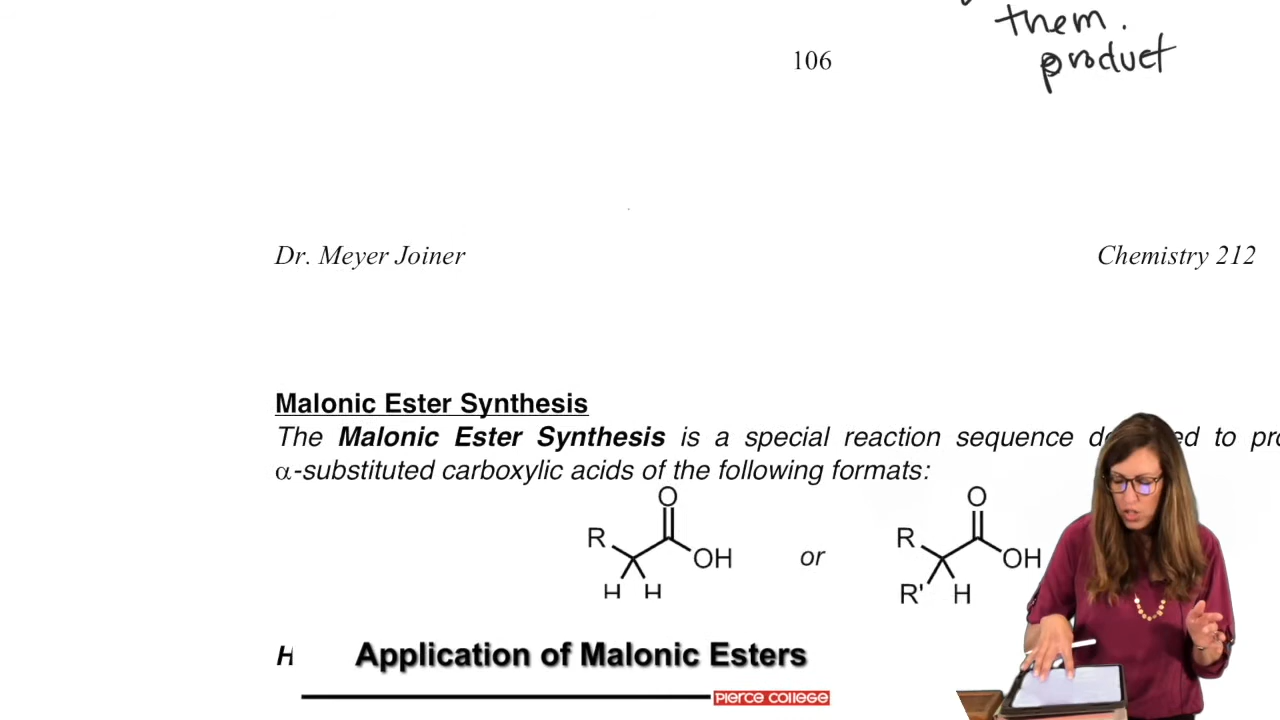 them.
product
106
Dr. Meyer Joiner
Chemistry 212
Malonic Ester Synthesis
The Malonic Ester Synthesis is a special reaction sequence to
α-substituted carboxylic acids of the following formats:
O
R
OH
H H
or
O
R
OH
R' H
H
Application of Malonic Esters
PIERCE COLLEGE